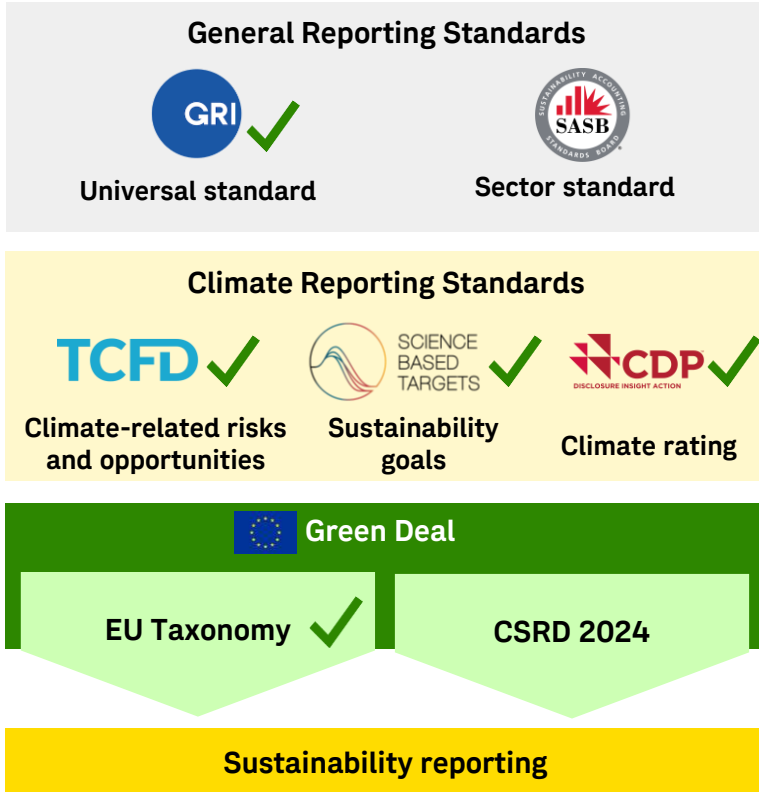 General Reporting Standards
GRI
SUSTAINABILITY ACCOUNTING
SASB
STANDARDS BOARD
Universal standard
Sector standard
Climate Reporting Standards
TCFD
SCIENCE
BASED
TARGETS
CDP
DISCLOSURE INSIGHT ACTION
Climate-related risks
and opportunities
Sustainability
goals
Climate rating
Green Deal
EU Taxonomy
CSRD 2024
Sustainability reporting